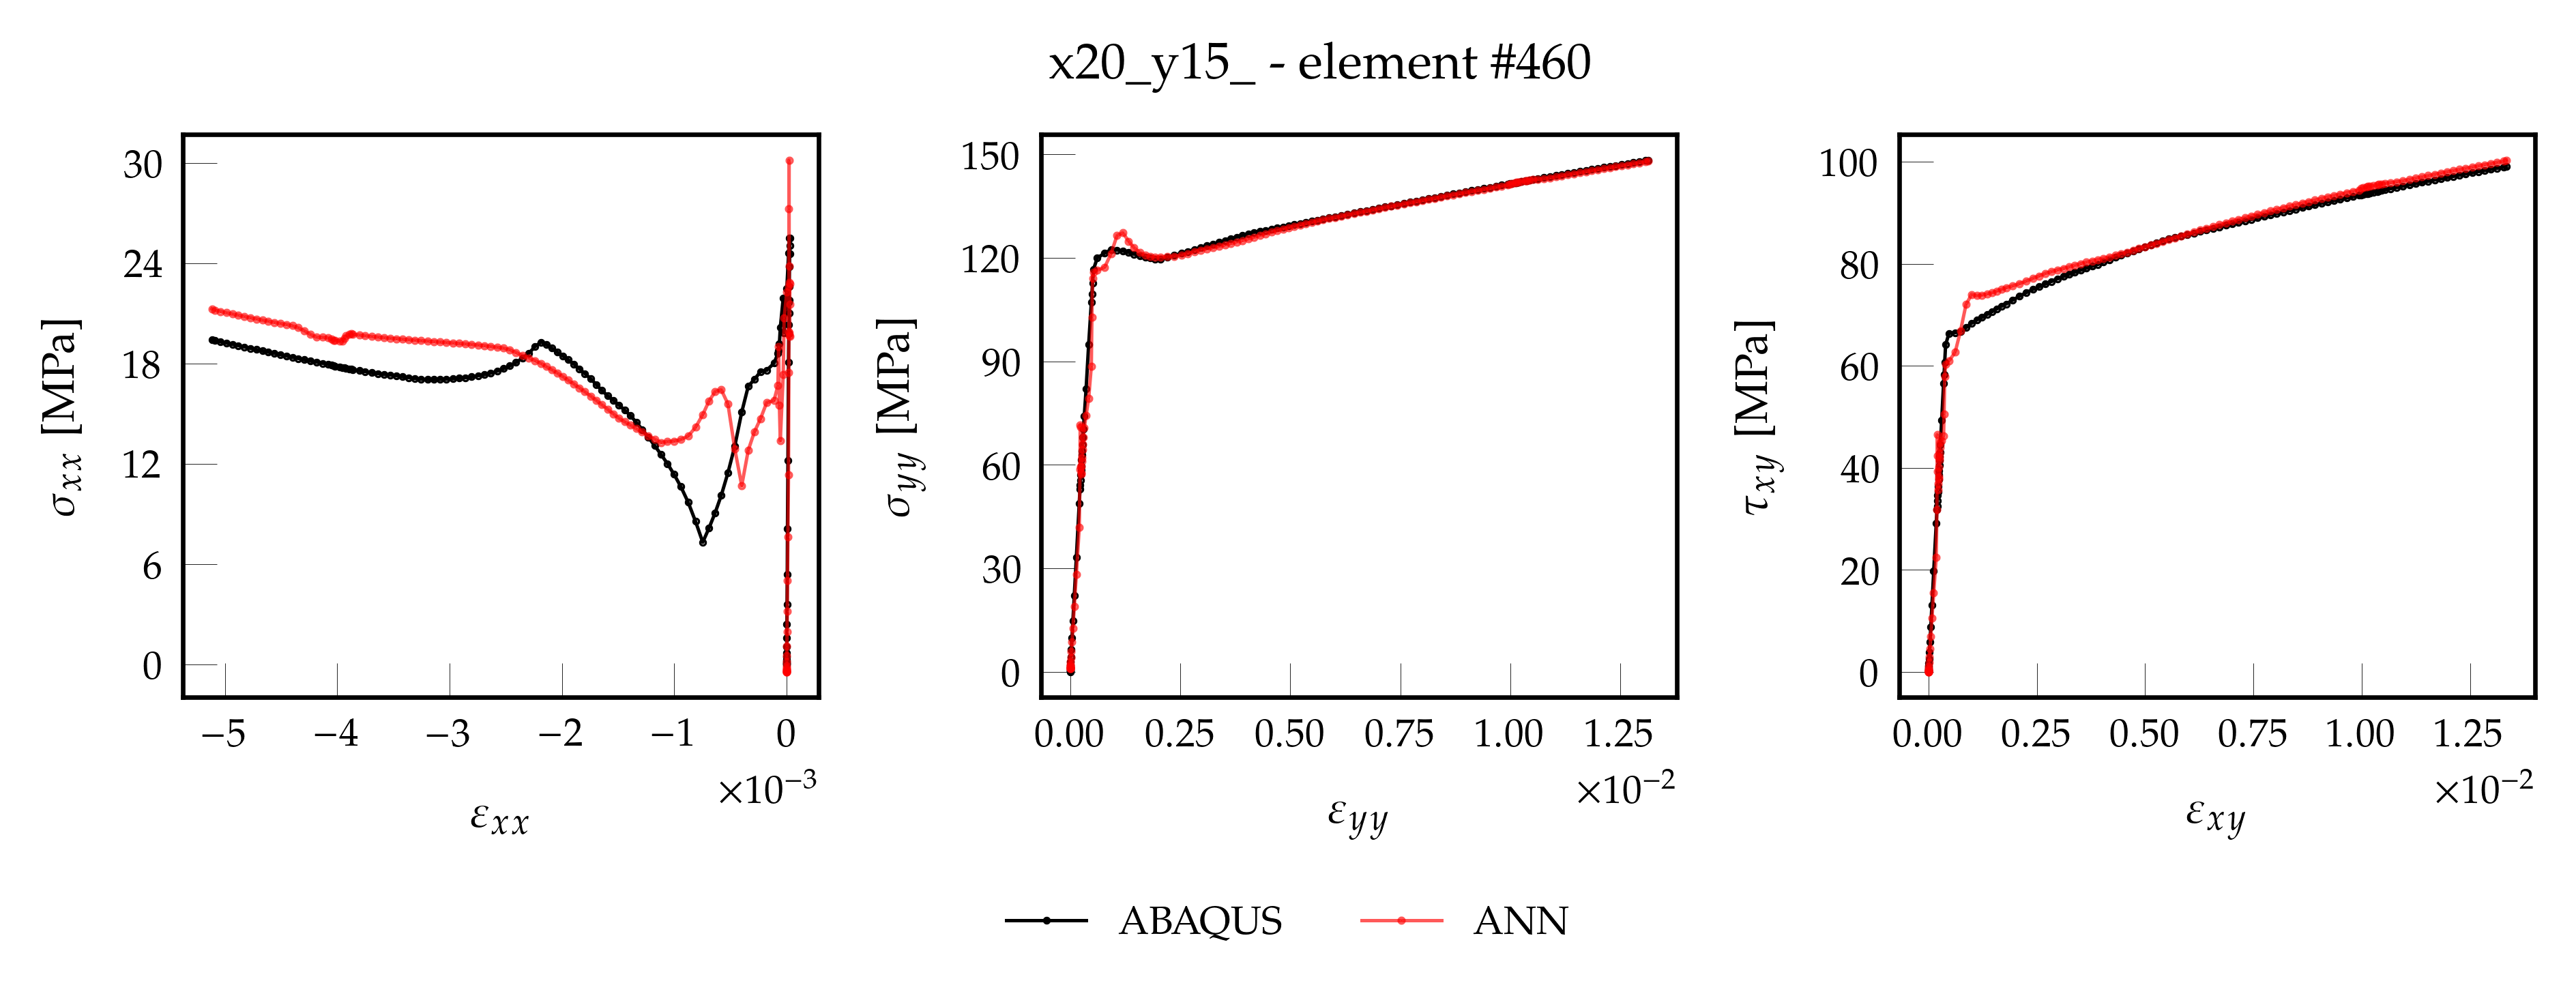 x20_y15_ - element #460
σxx [MPa]
30
24
18
12
6
0
−5 −4 −3 −2 −1 0
×10−3
εxx
σyy [MPa]
150
120
90
60
30
0
0.00 0.25 0.50 0.75 1.00 1.25
×10−2
εyy
τxy [MPa]
100
80
60
40
20
0
0.00 0.25 0.50 0.75 1.00 1.25
×10−2
εxy
ABAQUS ANN